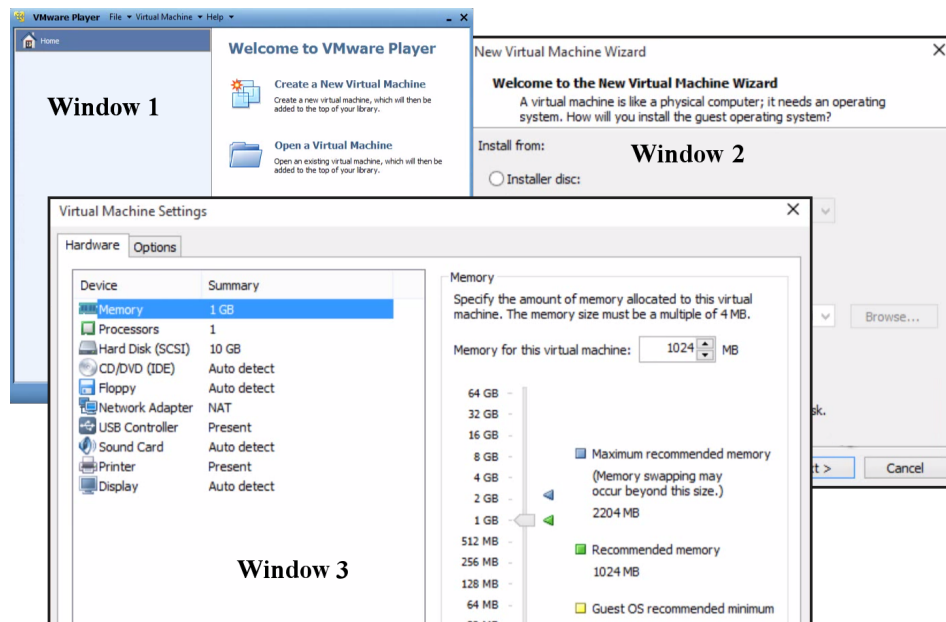 VMware Player File Virtual Machine Help
Home
Welcome to VMware Player
Create a New Virtual Machine
Create a new virtual machine, which will then be
added to the top of your library.
Open a Virtual Machine
Open an existing virtual machine, which will then be
added to the top of your library.
Window 1
New Virtual Machine Wizard
Welcome to the New Virtual Machine Wizard
A virtual machine is like a physical computer; it needs an operating
system. How will you install the guest operating system?
Install from:
Window 2
Installer disc:
Browse...
sk.
t >
Cancel
Virtual Machine Settings
Hardware Options
Device Summary
Memory 1 GB
Processors 1
Hard Disk (SCSI) 10 GB
CD/DVD (IDE) Auto detect
Floppy Auto detect
Network Adapter NAT
USB Controller Present
Sound Card Auto detect
Printer Present
Display Auto detect
Window 3
Memory
Specify the amount of memory allocated to this virtual
machine. The memory size must be a multiple of 4 MB.
Memory for this virtual machine: 1024 MB
64 GB
32 GB
16 GB
8 GB
4 GB
2 GB
1 GB
512 MB
256 MB
128 MB
64 MB
Maximum recommended memory
(Memory swapping may
occur beyond this size.)
2204 MB
Recommended memory
1024 MB
Guest OS recommended minimum